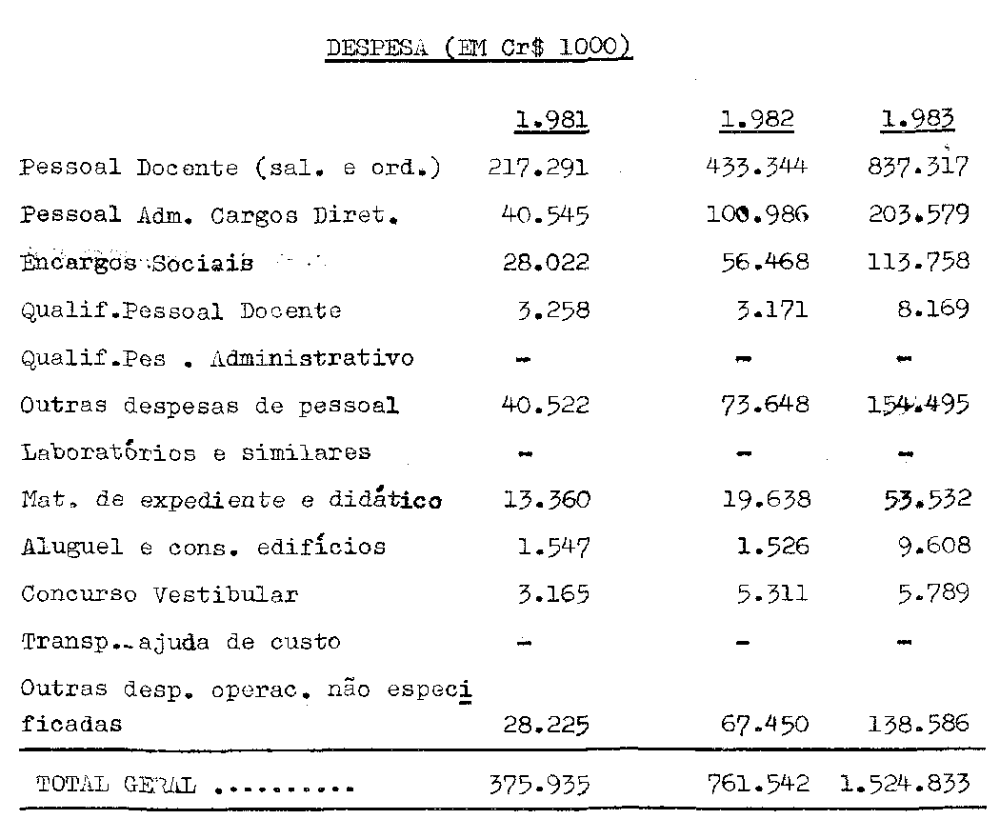 DESPESA (EM Cr$ 1000)
1.981 1.982 1.983
Pessoal Docente (sal. e ord.) 217.291 433.344 837.317
Pessoal Adm. Cargos Diret. 40.545 100.986 203.579
Encargos Sociais 28.022 56.468 113.758
Qualif.Pessoal Docente 3.258 3.171 8.169
Qualif.Pes . Administrativo - - -
Outras despesas de pessoal 40.522 73.648 154.495
Laboratórios e similares - - -
Mat. de expediente e didático 13.360 19.638 53.532
Aluguel e cons. edifícios 1.547 1.526 9.608
Concurso Vestibular 3.165 5.311 5.789
Transp.-ajuda de custo - - -
Outras desp. operac. não especi
ficadas 28.225 67.450 138.586
TOTAL GERAL .......... 375.935 761.542 1.524.833